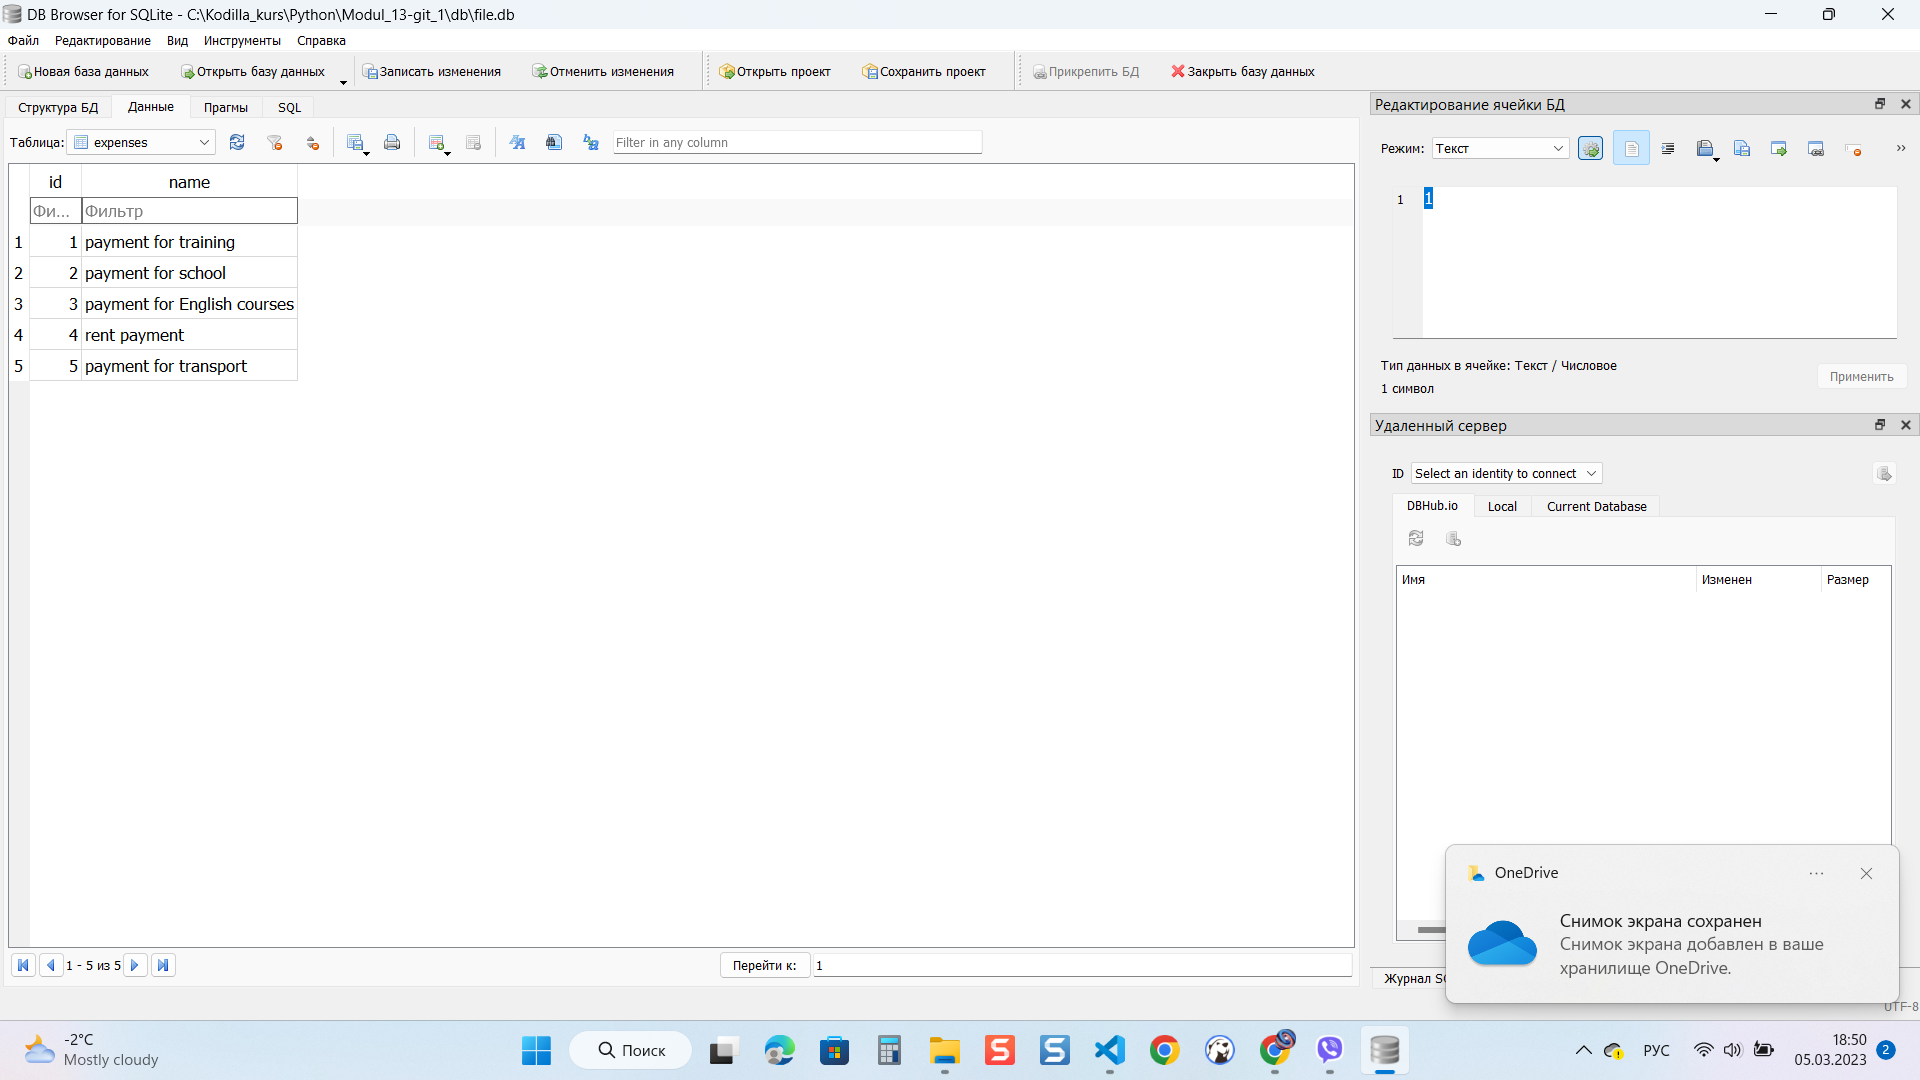 DB Browser for SQLite - C:\Kodilla_kurs\Python\Modul_13-git_1\db\file.db
Файл Редактирование Вид Инструменты Справка
Новая база данных Открыть базу данных Записать изменения Отменить изменения Открыть проект Сохранить проект Прикрепить БД Закрыть базу данных
Структура БД Данные Прагмы SQL
Таблица: expenses Filter in any column
id name
Фи... Фильтр
1 1 payment for training
2 2 payment for school
3 3 payment for English courses
4 4 rent payment
5 5 payment for transport
1 - 5 из 5 Перейти к: 1
Редактирование ячейки БД
Режим: Текст
1 1
Тип данных в ячейке: Текст / Числовое
1 символ
Применить
Удаленный сервер
ID Select an identity to connect
DBHub.io Local Current Database
Имя Изменен Размер
OneDrive
Снимок экрана сохранен
Снимок экрана добавлен в ваше
хранилище OneDrive.
Журнал
UTF-8
-2°C
Mostly cloudy
Поиск
РУС
18:50
05.03.2023
2